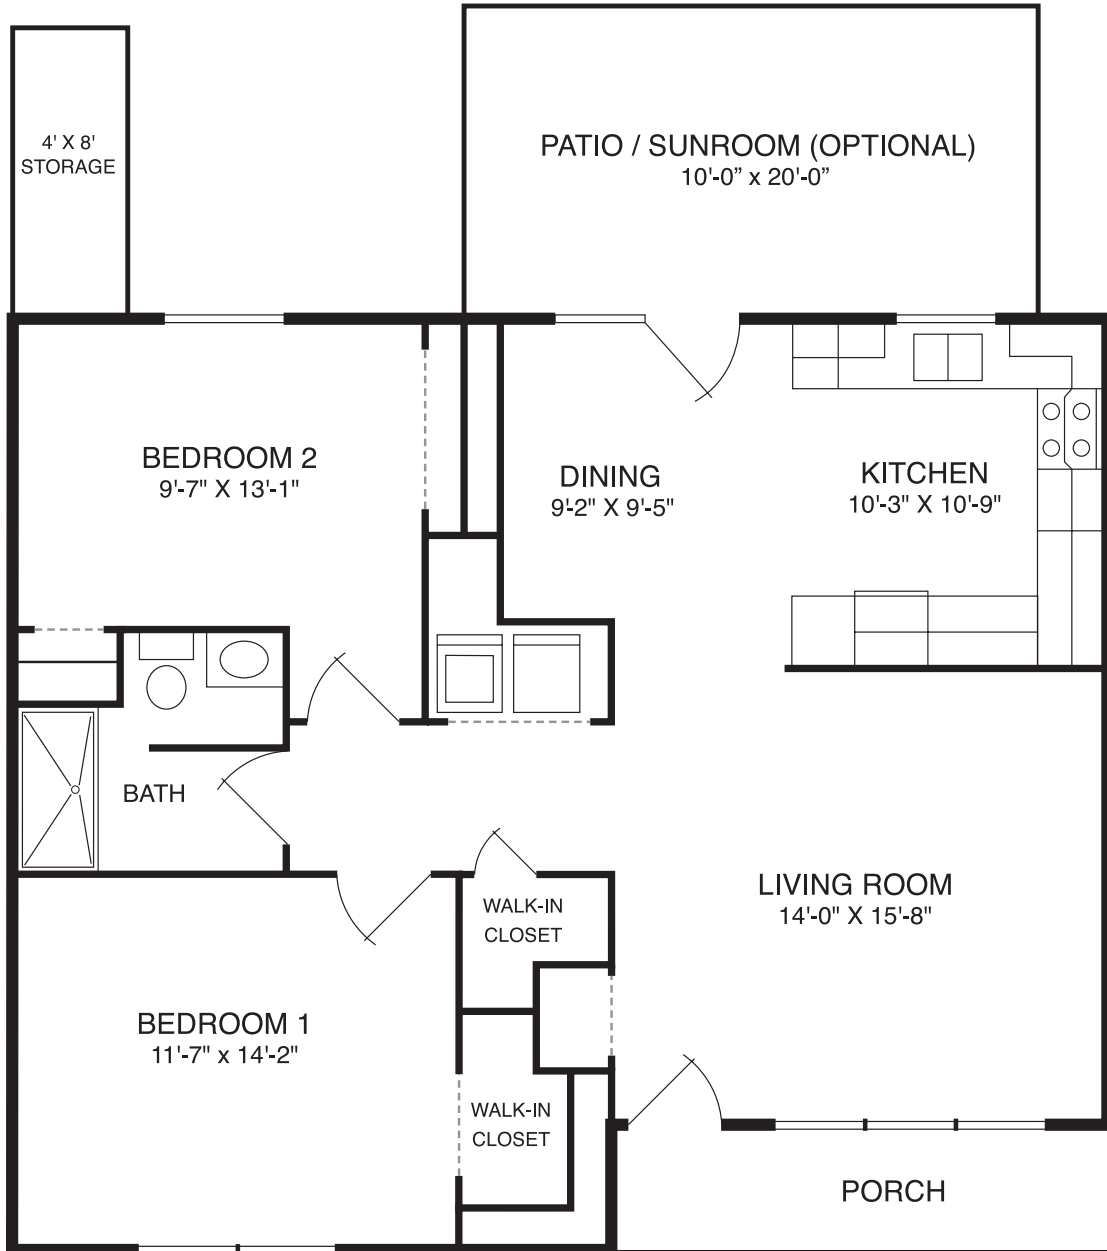 4' X 8'
STORAGE
PATIO / SUNROOM (OPTIONAL)
10'-0” x 20'-0”
BEDROOM 2
9'-7" X 13'-1"
DINING
9'-2" X 9'-5"
KITCHEN
10'-3" X 10'-9"
BATH
WALK-IN
CLOSET
LIVING ROOM
14'-0" X 15'-8"
BEDROOM 1
11'-7" x 14'-2"
WALK-IN
CLOSET
PORCH